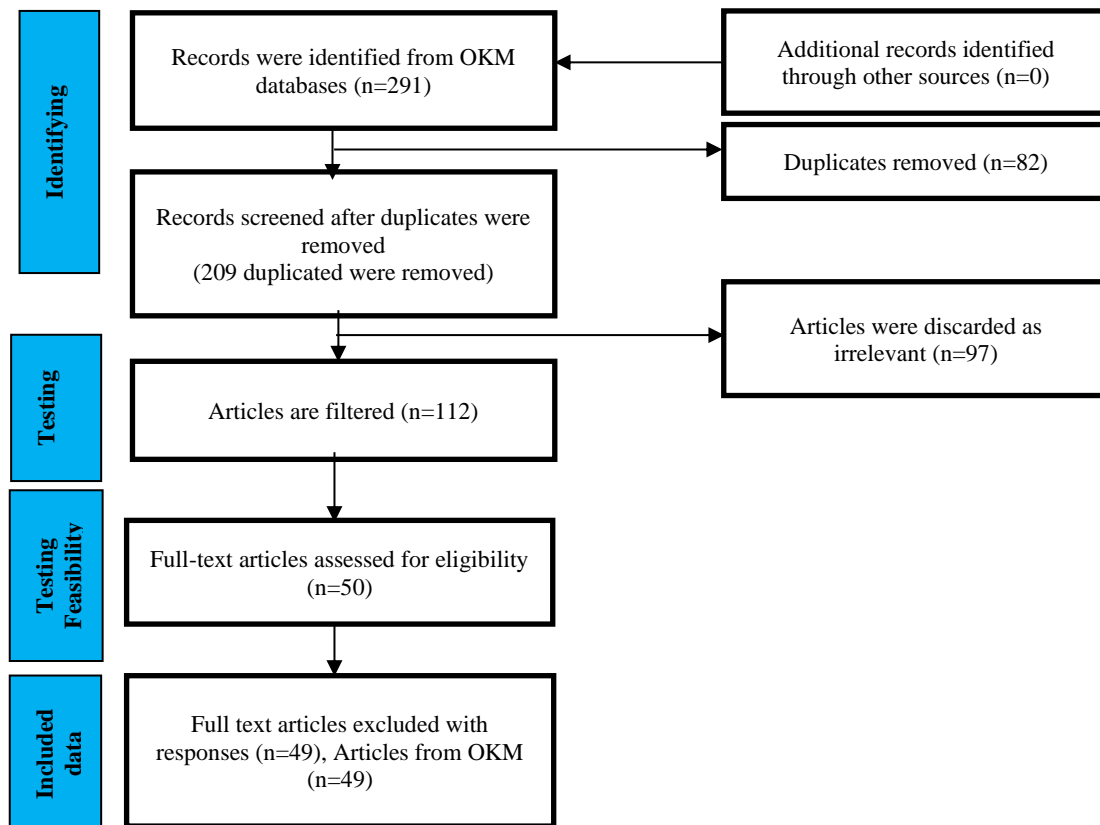 Identifying
Records were identified from OKM
databases (n=291)
Additional records identified
through other sources (n=0)
Duplicates removed (n=82)
Records screened after duplicates were
removed
(209 duplicated were removed)
Articles were discarded as
irrelevant (n=97)
Testing
Articles are filtered (n=112)
Testing
Feasibility
Full-text articles assessed for eligibility
(n=50)
Included
data
Full text articles excluded with
responses (n=49), Articles from OKM
(n=49)